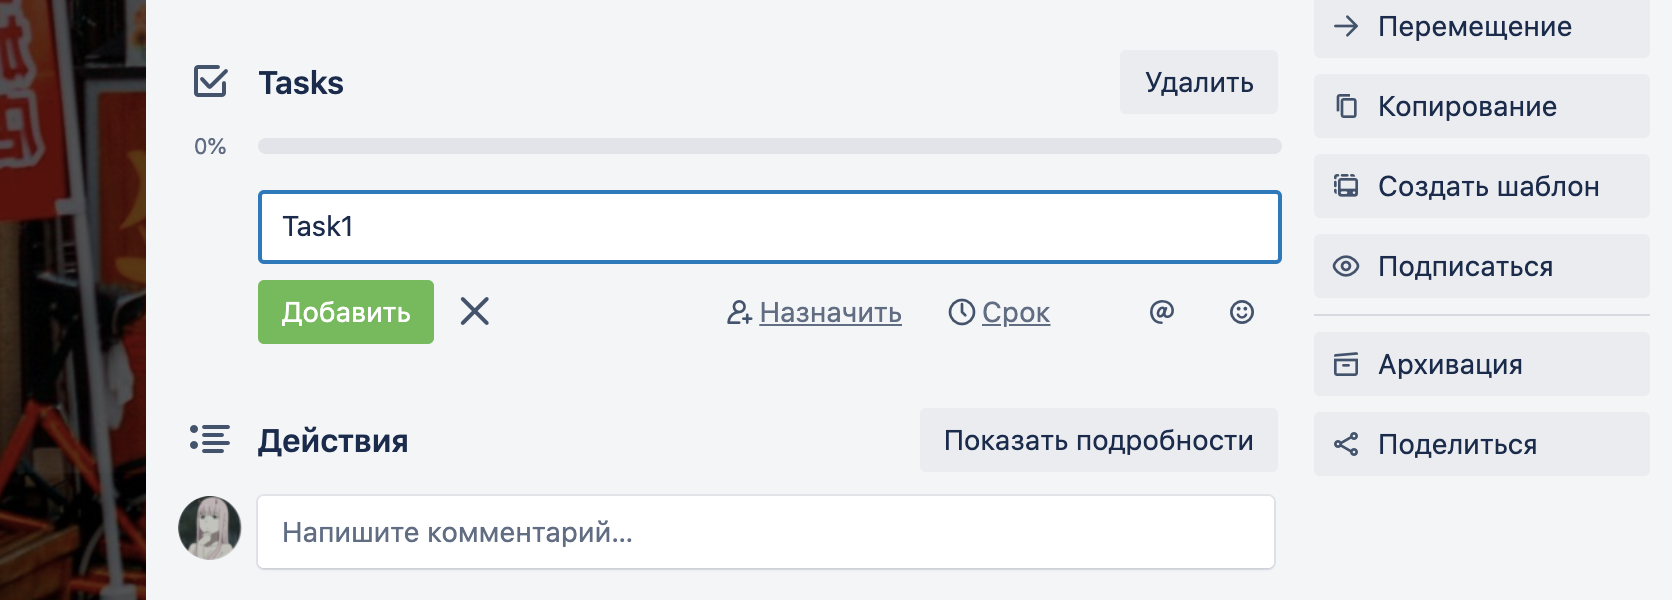 Tasks
Удалить
0%
Task1
Добавить
Назначить
Срок
@
Действия
Показать подробности
Напишите комментарий...
Перемещение
Копирование
Создать шаблон
Подписаться
Архивация
Поделиться